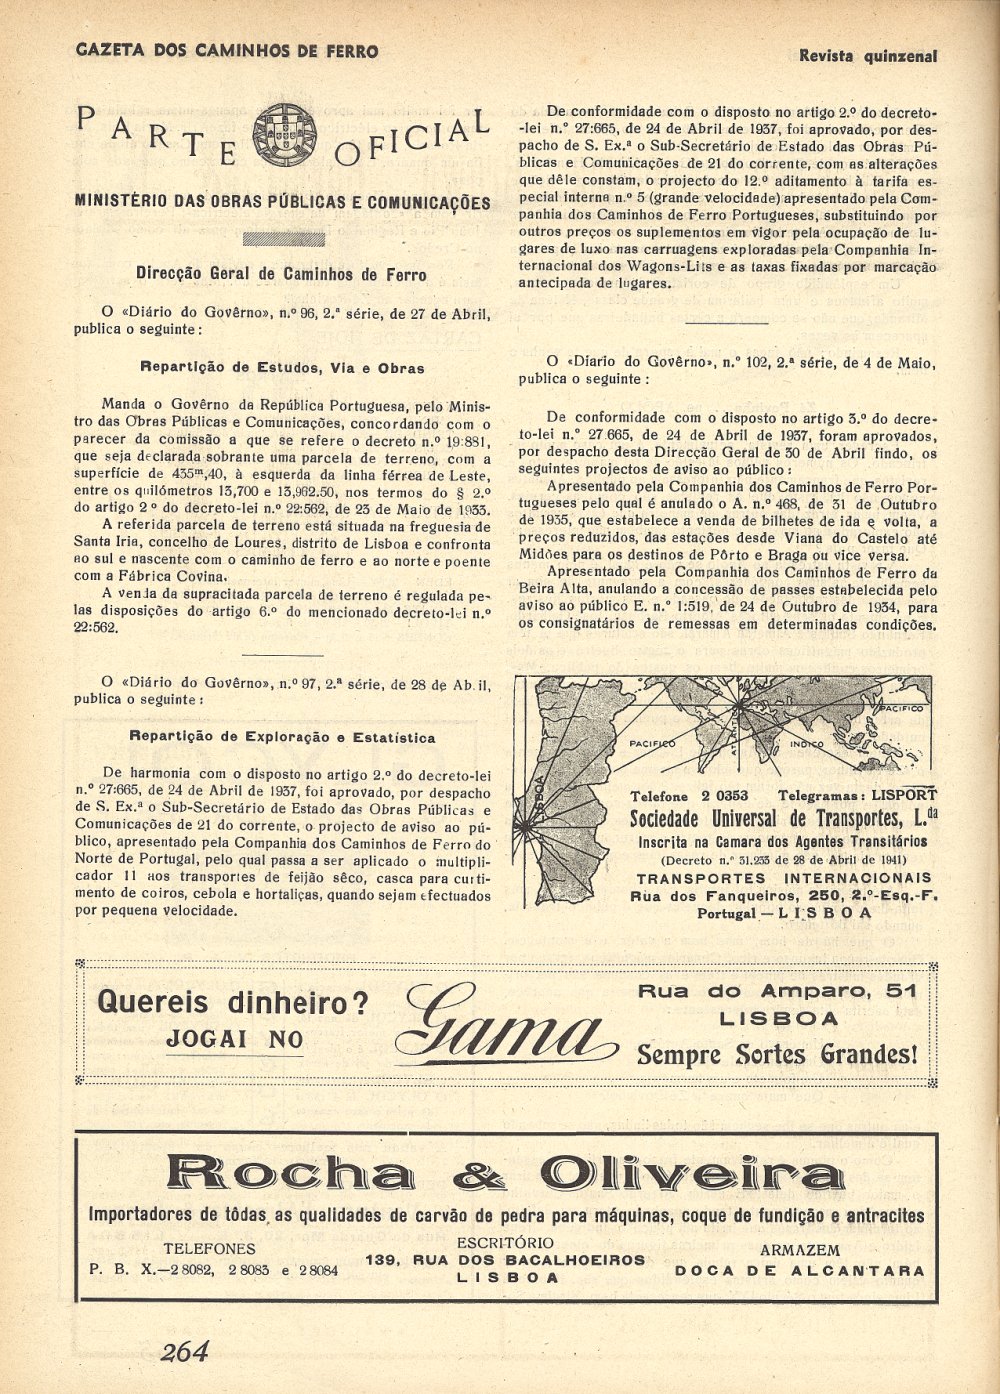 GAZETA DOS CAMINHOS DE FERRO
Revista quinzenal
PARTE OFICIAL
MINISTÉRIO DAS OBRAS PÚBLICAS E COMUNICAÇÕES
Direcção Geral de Caminhos de Ferro
O «Diário do Govêrno», n.º 96, 2.ª série, de 27 de Abril,
publica o seguinte:
Repartição de Estudos, Via e Obras
Manda o Govêrno da República Portuguesa, pelo Minis-
tro das Obras Públicas e Comunicações, concordando com o
parecer da comissão a que se refere o decreto n.º 19:881,
que seja declarada sobrante uma parcela de terreno, com a
superfície de 435ᵐ,40, à esquerda da linha férrea de Leste,
entre os quilómetros 13,700 e 13,962.50, nos termos do § 2.º
do artigo 2º do decreto-lei n.º 22:562, de 23 de Maio de 1933.
A referida parcela de terreno está situada na freguesia de
Santa Iria, concelho de Loures, distrito de Lisboa e confronta
ao sul e nascente com o caminho de ferro e ao norte e poente
com a Fábrica Covina.
A venda da supracitada parcela de terreno é regulada pe-
las disposições do artigo 6.º do mencionado decreto-lei n.º
22:562.
O «Diário do Govêrno», n.º 97, 2.ª série, de 28 de Abril,
publica o seguinte:
Repartição de Exploração e Estatística
De harmonia com o disposto no artigo 2.º do decreto-lei
n.º 27:665, de 24 de Abril de 1937, foi aprovado, por despacho
de S. Ex.ª o Sub-Secretário de Estado das Obras Públicas e
Comunicações de 21 do corrente, o projecto de aviso ao pú-
blico, apresentado pela Companhia dos Caminhos de Ferro do
Norte de Portugal, pelo qual passa a ser aplicado o multipli-
cador 11 aos transportes de feijão sêco, casca para curti-
mento de coiros, cebola e hortaliças, quando sejam efectuados
por pequena velocidade.
De conformidade com o disposto no artigo 2.º do decreto-
-lei n.º 27:665, de 24 de Abril de 1937, foi aprovado, por des-
pacho de S. Ex.ª o Sub-Secretário de Estado das Obras Pú-
blicas e Comunicações de 21 do corrente, com as alterações
que dêle constam, o projecto do 12.º aditamento à tarifa es-
pecial interna n.º 5 (grande velocidade) apresentado pela Com-
panhia dos Caminhos de Ferro Portugueses, substituindo por
outros preços os suplementos em vigor pela ocupação de lu-
gares de luxo nas carruagens exploradas pela Companhia In-
ternacional dos Wagons-Lits e as taxas fixadas por marcação
antecipada de lugares.
O «Diario do Govêrno», n.º 102, 2.ª série, de 4 de Maio,
publica o seguinte:
De conformidade com o disposto no artigo 3.º do decre-
to-lei n.º 27.665, de 24 de Abril de 1937, foram aprovados,
por despacho desta Direcção Geral de 30 de Abril findo, os
seguintes projectos de aviso ao público:
Apresentado pela Companhia dos Caminhos de Ferro Por-
tugueses pelo qual é anulado o A. n.º 468, de 31 de Outubro
de 1935, que estabelece a venda de bilhetes de ida e volta, a
preços reduzidos, das estações desde Viana do Castelo até
Midões para os destinos de Pôrto e Braga ou vice versa.
Apresentado pela Companhia dos Caminhos de Ferro da
Beira Alta, anulando a concessão de passes estabelecida pelo
aviso ao público E. n.º 1:519, de 24 de Outubro de 1934, para
os consignatários de remessas em determinadas condições.
PACIFICO
ATLANTICO
INDICO
PACIFICO
LISBOA
Telefone 2 0353 Telegramas: LISPORT
Sociedade Universal de Transportes, L.da
Inscrita na Camara dos Agentes Transitários
(Decreto n.º 31.233 de 28 de Abril de 1941)
TRANSPORTES INTERNACIONAIS
Rua dos Fanqueiros, 250, 2.º-Esq.-F.
Portugal — LISBOA
Quereis dinheiro?
JOGAI NO
Gama
Rua do Amparo, 51
LISBOA
Sempre Sortes Grandes!
Rocha & Oliveira
Importadores de tôdas as qualidades de carvão de pedra para máquinas, coque de fundição e antracites
TELEFONES
P. B. X.—2 8082, 2 8083 e 2 8084
ESCRITÓRIO
139, RUA DOS BACALHOEIROS
LISBOA
ARMAZEM
DOCA DE ALCANTARA
264